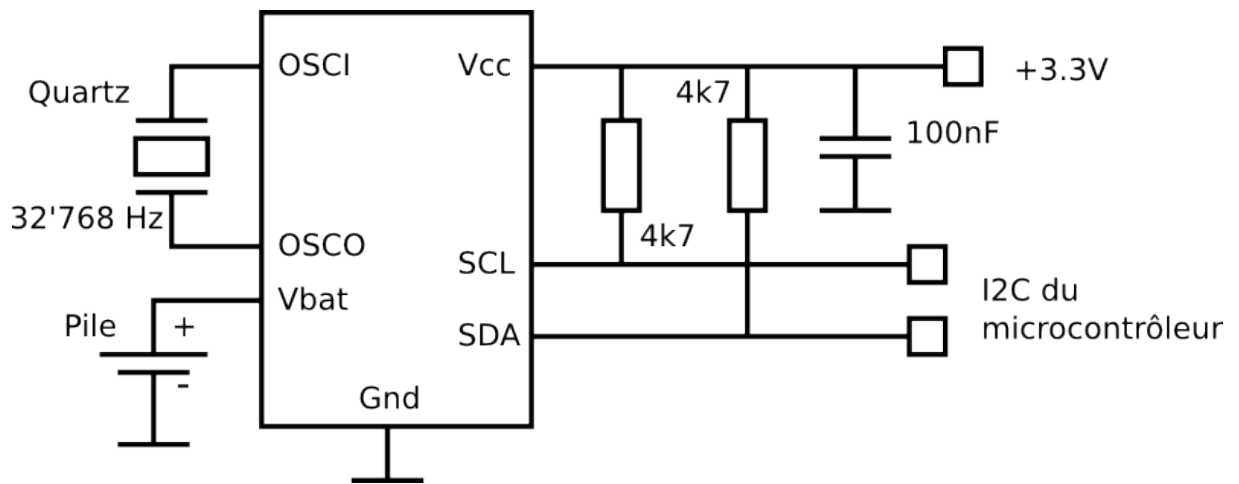 Quartz
32'768 Hz
Pile
+
-
OSCI
OSCO
Vbat
Gnd
Vcc
SCL
SDA
4k7
4k7
100nF
+3.3V
I2C du
microcontrôleur